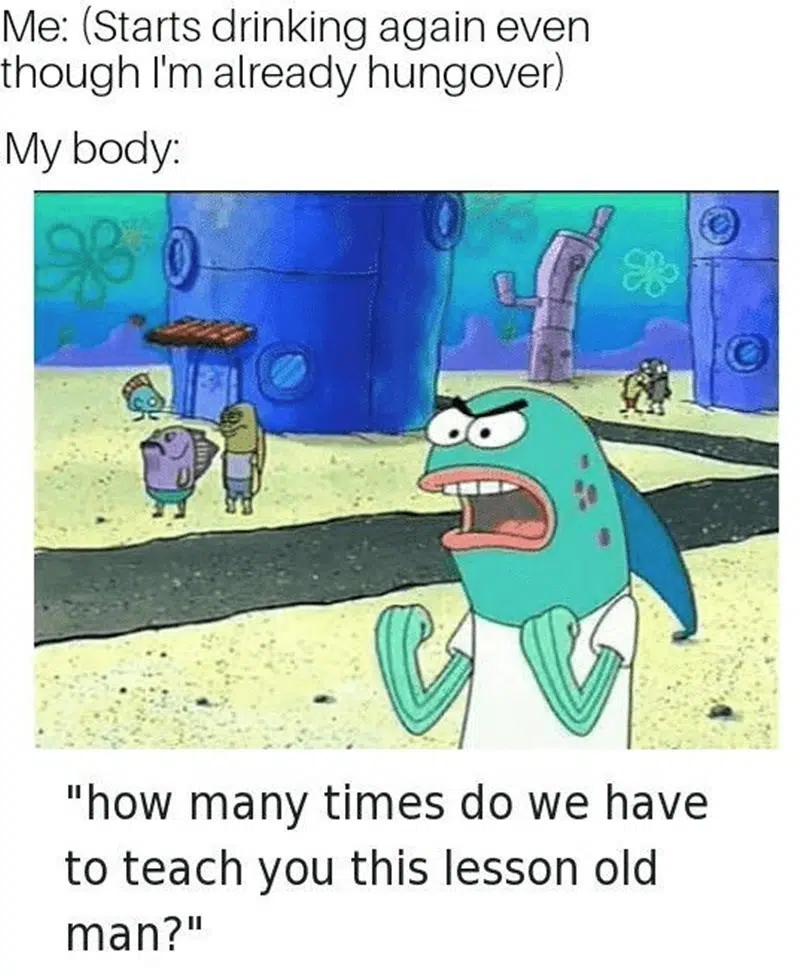 Me: (Starts drinking again even
though I'm already hungover)
My body:
"how many times do we have
to teach you this lesson old
man?"